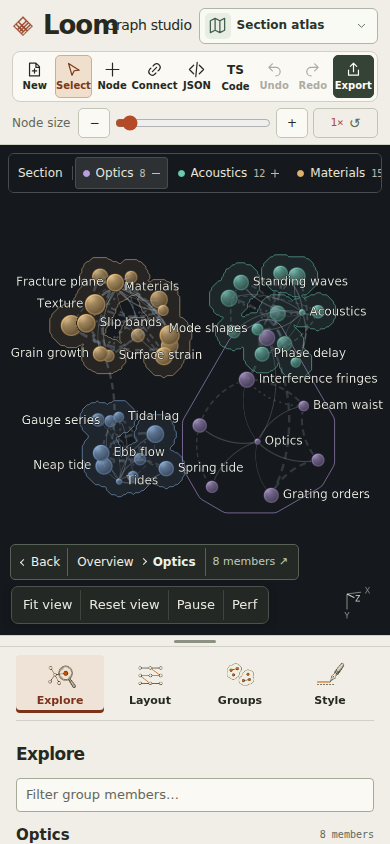 Loom Graph studio Section atlas
New Select Node Connect JSON TS Code Undo Redo Export
Node size − + 1× ↺
Section Optics 8 − Acoustics 12 + Materials 15
Standing waves
Fracture plane Materials
Texture
Acoustics
Slip bands Mode shapes
Grain growth Surface strain Phase delay
Interference fringes
Beam waist
Gauge series Tidal lag
Optics
Ebb flow
Neap tide Spring tide
Tides
Grating orders
‹ Back Overview › Optics 8 members ↗
Fit view Reset view Pause Perf
X
Z
Y
Explore Layout Groups Style
Explore
Filter group members…
Optics 8 members